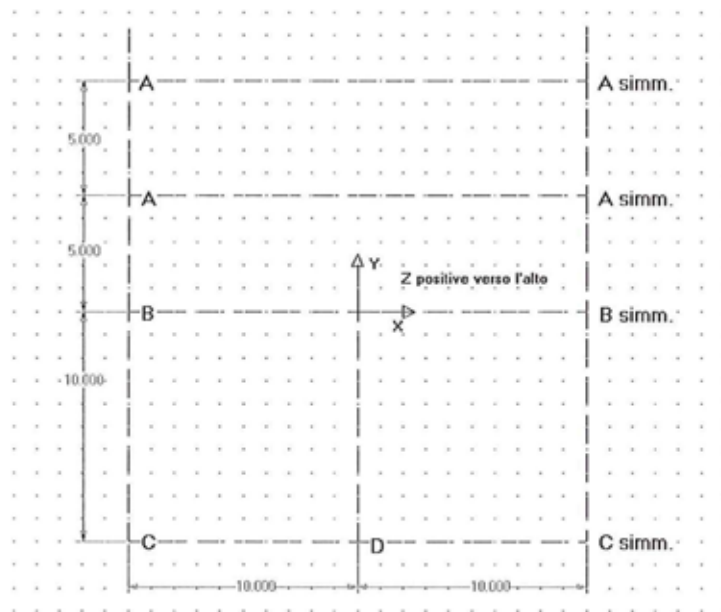 A A simm.
5.000
A A simm.
5.000
Y
Z positive verso l'alto
B X B simm.
10.000
C D C simm.
10.000 10.000